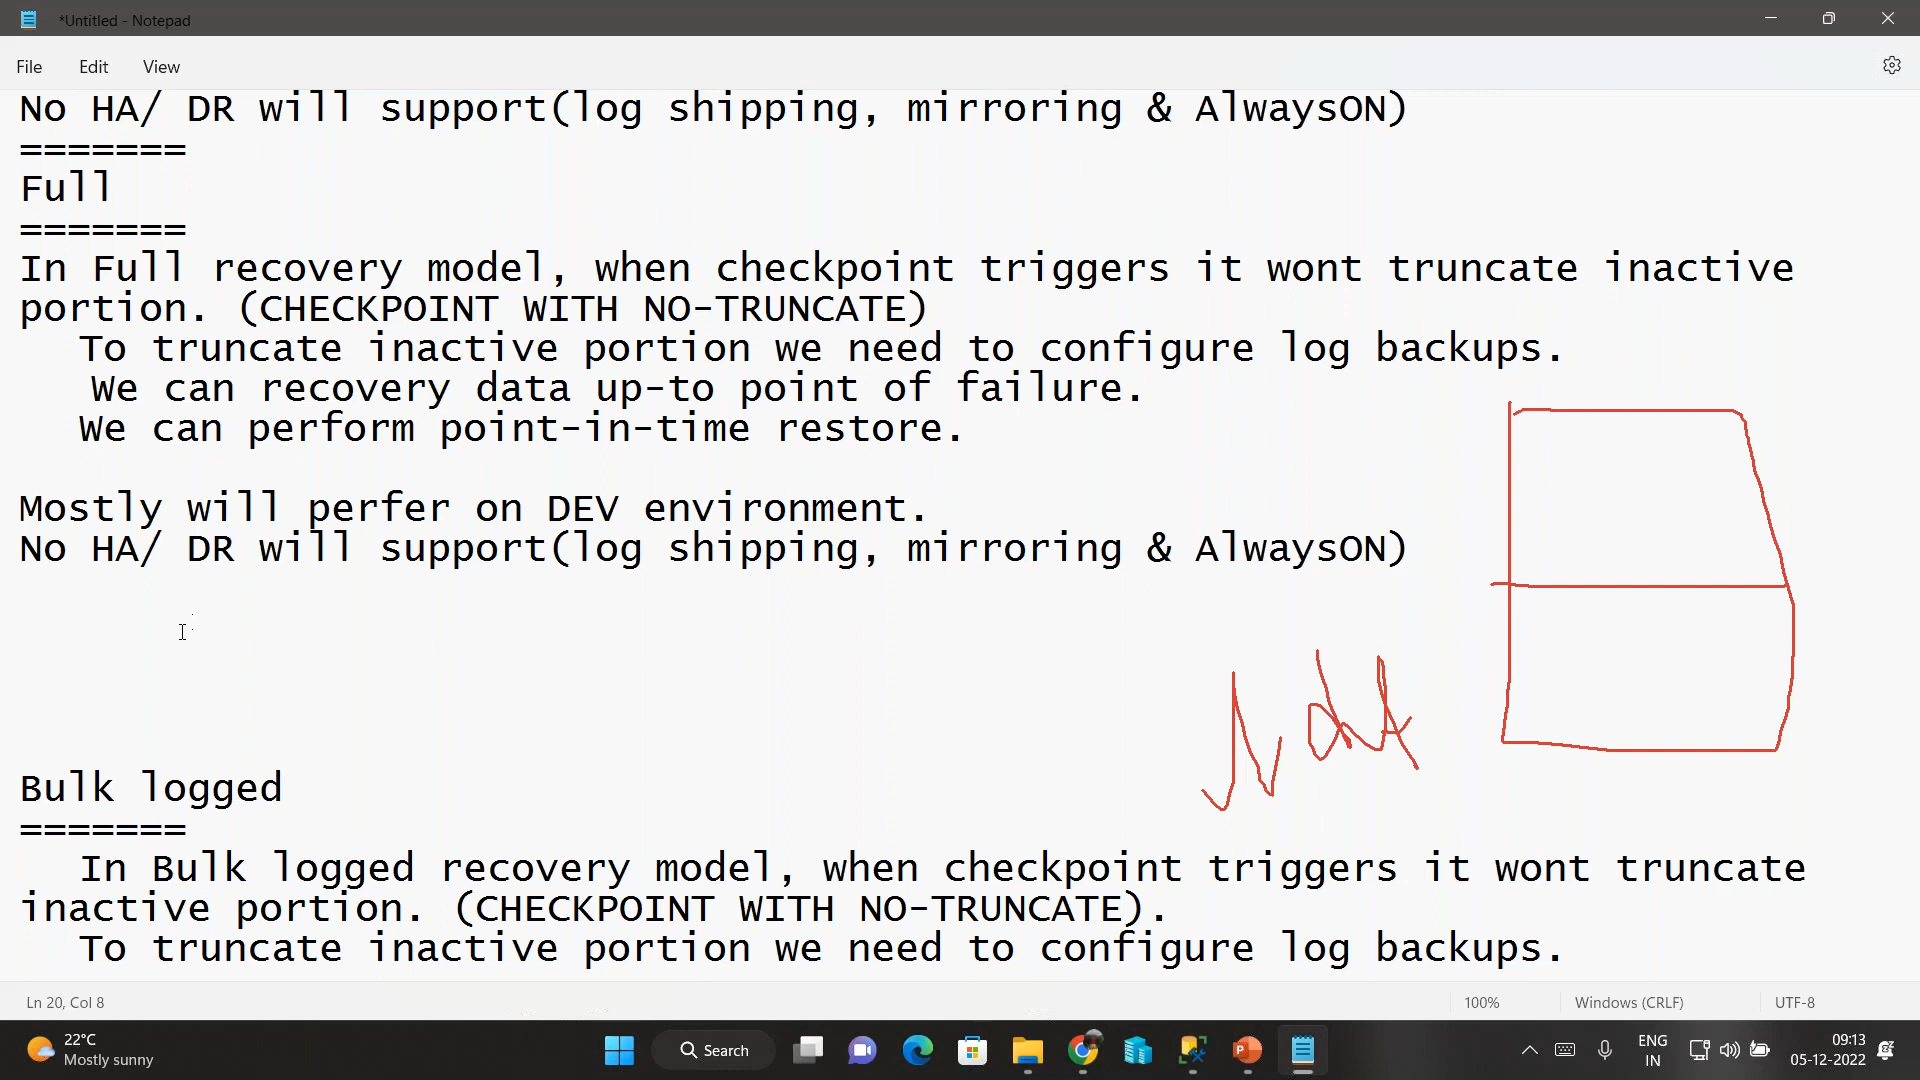 *Untitled - Notepad
File Edit View
No HA/ DR will support(log shipping, mirroring & AlwaysON)
=======
Full
=======
In Full recovery model, when checkpoint triggers it wont truncate inactive
portion. (CHECKPOINT WITH NO-TRUNCATE)
To truncate inactive portion we need to configure log backups.
We can recovery data up-to point of failure.
We can perform point-in-time restore.
Mostly will perfer on DEV environment.
No HA/ DR will support(log shipping, mirroring & AlwaysON)
Bulk logged
=======
In Bulk logged recovery model, when checkpoint triggers it wont truncate
inactive portion. (CHECKPOINT WITH NO-TRUNCATE).
To truncate inactive portion we need to configure log backups.
Ln 20, Col 8 100% Windows (CRLF) UTF-8
22°C
Mostly sunny
Search
ENG
IN
09:13
05-12-2022